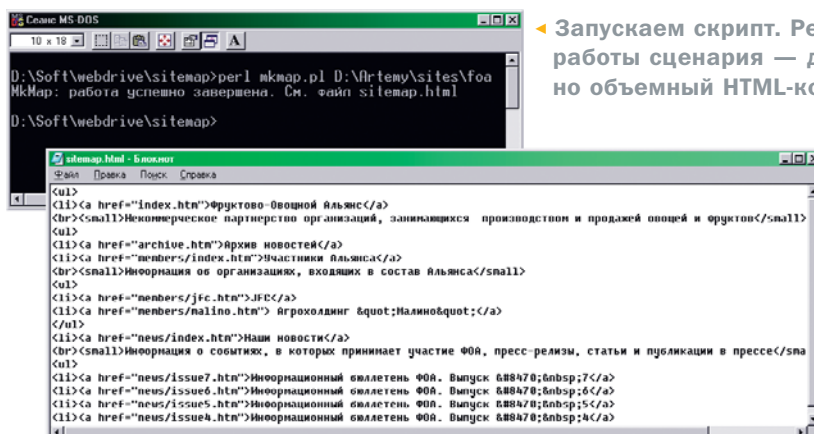 Сеанс MS-DOS
10 x 18
A
D:\Soft\webdrive\sitemap>perl mkmap.pl D:\Artemy\sites\foa
MkMap: работа успешно завершена. См. файл sitemap.html
D:\Soft\webdrive\sitemap>
Запускаем скрипт. Ре
работы сценария — д
но объемный HTML-ко
sitemap.html - Блокнот
Файл Правка Поиск Справка
<ul>
<li><a href="index.htm">Фруктово-Овощной Альянс</a>
<br><small>Некоммерческое партнерство организаций, занимающихся производством и продажей овощей и фруктов</small>
<ul>
<li><a href="archive.htm">Архив новостей</a>
<li><a href="members/index.htm">Участники Альянса</a>
<br><small>Информация об организациях, входящих в состав Альянса</small>
<ul>
<li><a href="members/jfc.htm">JFC</a>
<li><a href="members/malino.htm"> Агрохолдинг &quot;Малино&quot;</a>
</ul>
<li><a href="news/index.htm">Наши новости</a>
<br><small>Информация о событиях, в которых принимает участие ФОА, пресс-релизы, статьи и публикации в прессе</sma
<ul>
<li><a href="news/issue7.htm">Информационный бюллетень ФОА. Выпуск &#8470;&nbsp;7</a>
<li><a href="news/issue6.htm">Информационный бюллетень ФОА. Выпуск &#8470;&nbsp;6</a>
<li><a href="news/issue5.htm">Информационный бюллетень ФОА. Выпуск &#8470;&nbsp;5</a>
<li><a href="news/issue4.htm">Информационный бюллетень ФОА. Выпуск &#8470;&nbsp;4</a>